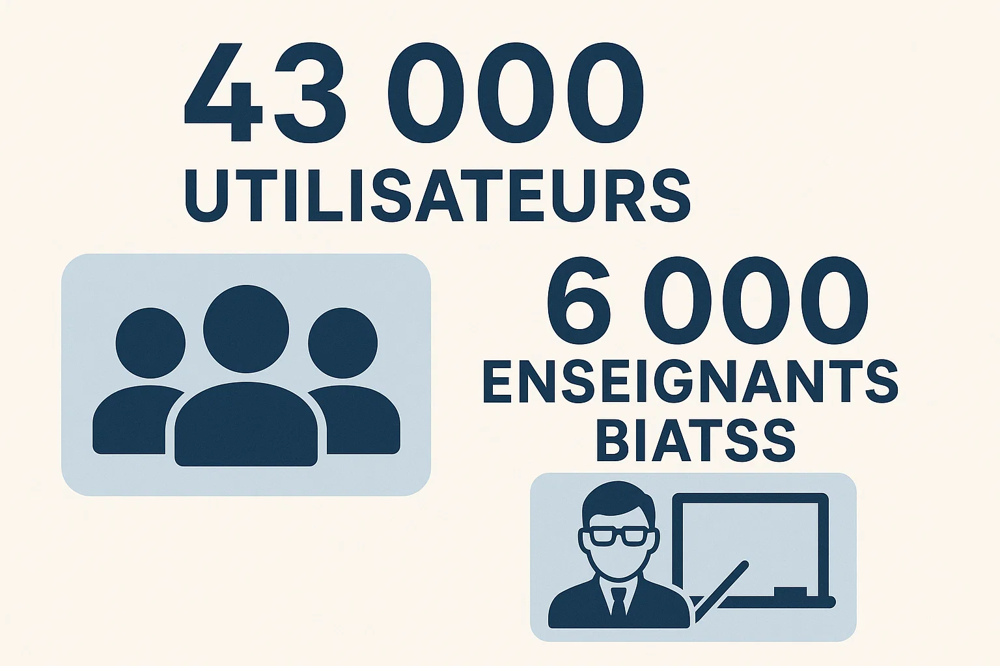 43 000
UTILISATEURS
6 000
ENSEIGNANTS
BIATSS